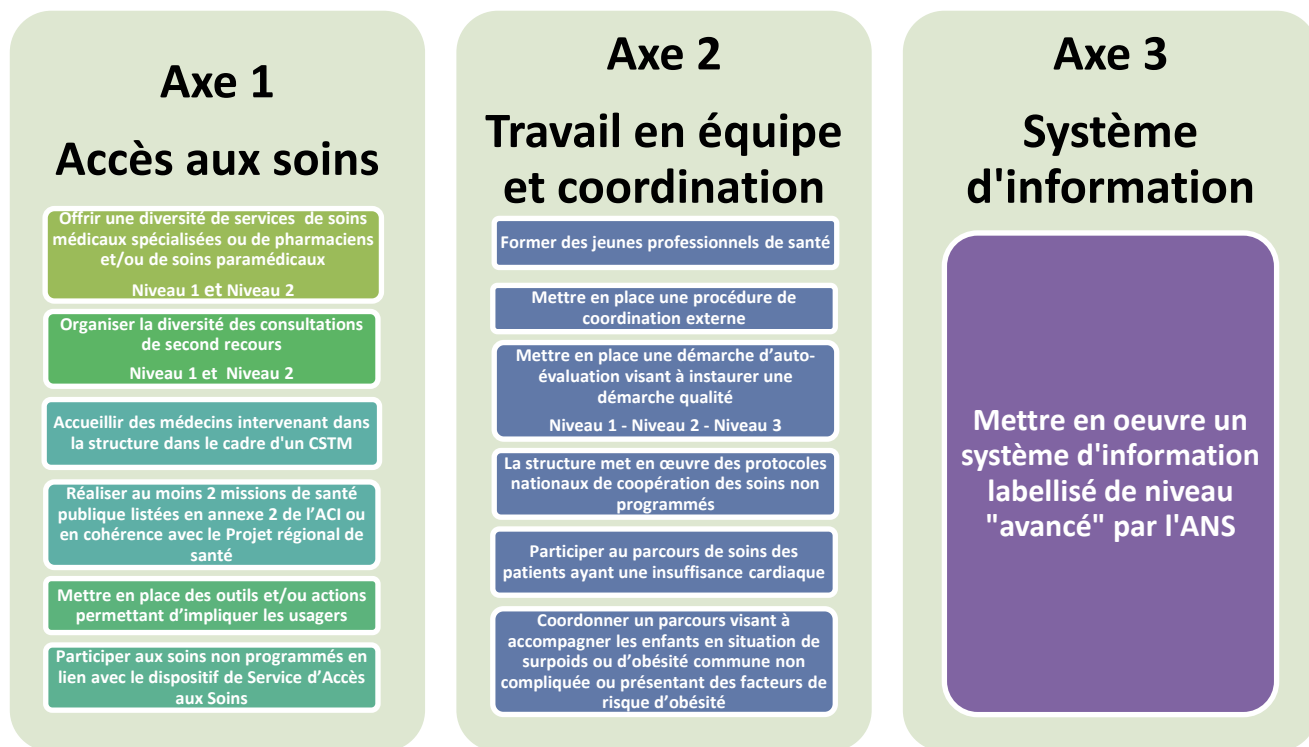 Axe 1
Accès aux soins
Offrir une diversité de services de soins
médicaux spécialisées ou de pharmaciens
et/ou de soins paramédicaux
Niveau 1 et Niveau 2
Organiser la diversité des consultations
de second recours
Niveau 1 et Niveau 2
Accueillir des médecins intervenant dans
la structure dans le cadre d'un CSTM
Réaliser au moins 2 missions de santé
publique listées en annexe 2 de l’ACI ou
en cohérence avec le Projet régional de
santé
Mettre en place des outils et/ou actions
permettant d’impliquer les usagers
Participer aux soins non programmés en
lien avec le dispositif de Service d’Accès
aux Soins
Axe 2
Travail en équipe
et coordination
Former des jeunes professionnels de santé
Mettre en place une procédure de
coordination externe
Mettre en place une démarche d’auto-
évaluation visant à instaurer une
démarche qualité
Niveau 1 - Niveau 2 - Niveau 3
La structure met en œuvre des protocoles
nationaux de coopération des soins non
programmés
Participer au parcours de soins des
patients ayant une insuffisance cardiaque
Coordonner un parcours visant à
accompagner les enfants en situation de
surpoids ou d’obésité commune non
compliquée ou présentant des facteurs de
risque d’obésité
Axe 3
Système
d'information
Mettre en oeuvre un
système d'information
labellisé de niveau
"avancé" par l'ANS